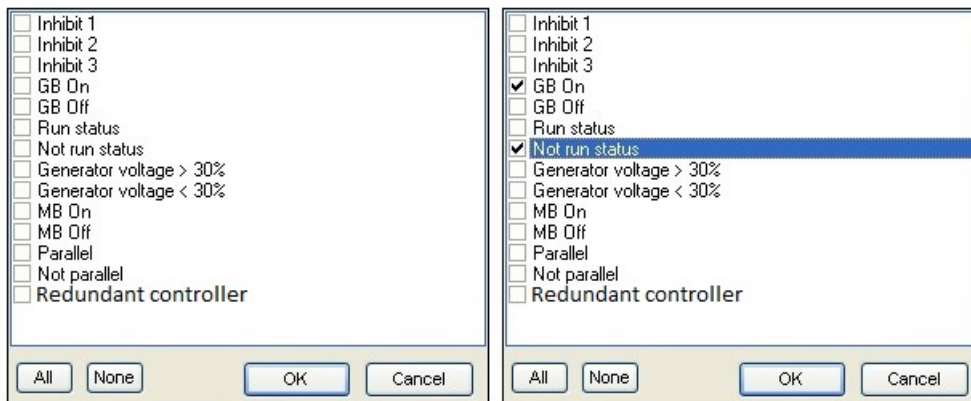 Inhibit 1
Inhibit 2
Inhibit 3
GB On
GB Off
Run status
Not run status
Generator voltage > 30%
Generator voltage < 30%
MB On
MB Off
Parallel
Not parallel
Redundant controller
All None OK Cancel
Inhibit 1
Inhibit 2
Inhibit 3
GB On
GB Off
Run status
Not run status
Generator voltage > 30%
Generator voltage < 30%
MB On
MB Off
Parallel
Not parallel
Redundant controller
All None OK Cancel